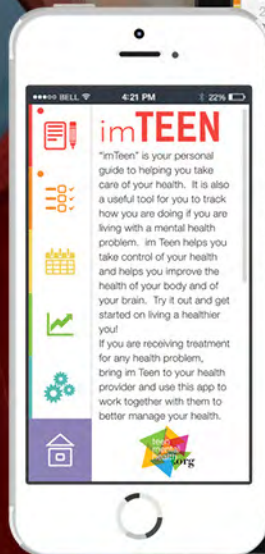 BELL 4:21 PM 22%
imTEEN
"imTeen" is your personal
guide to helping you take
care of your health. It is also
a useful tool for you to track
how you are doing if you are
living with a mental health
problem. im Teen helps you
take control of your health
and helps you improve the
health of your body and of
your brain. Try it out and get
started on living a healthier
you!
If you are receiving treatment
for any health problem,
bring im Teen to your health
provider and use this app to
work together with them to
better manage your health.
teen
mental
health
.org